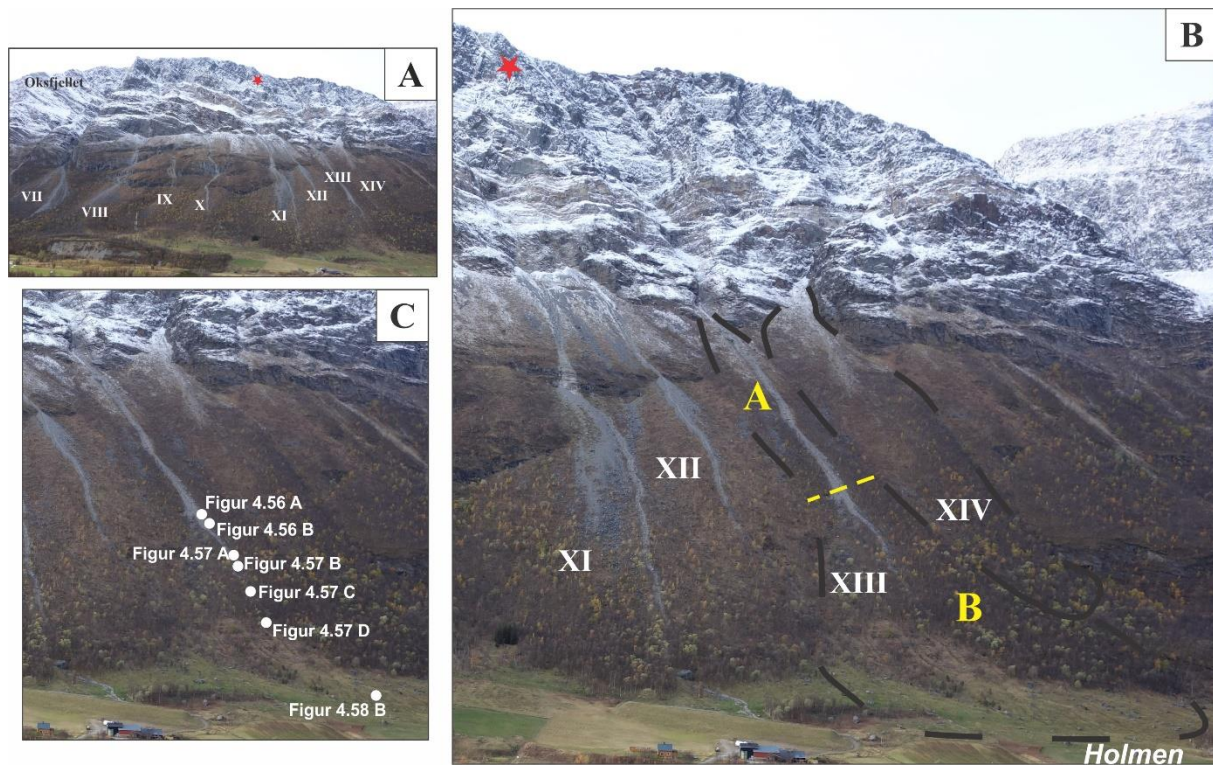 A
Oksfjellet
VII
VIII
IX
X
XI
XII
XIII
XIV
B
A
XII
XI
XIII
XIV
B
Holmen
C
Figur 4.56 A
Figur 4.56 B
Figur 4.57 A
Figur 4.57 B
Figur 4.57 C
Figur 4.57 D
Figur 4.58 B